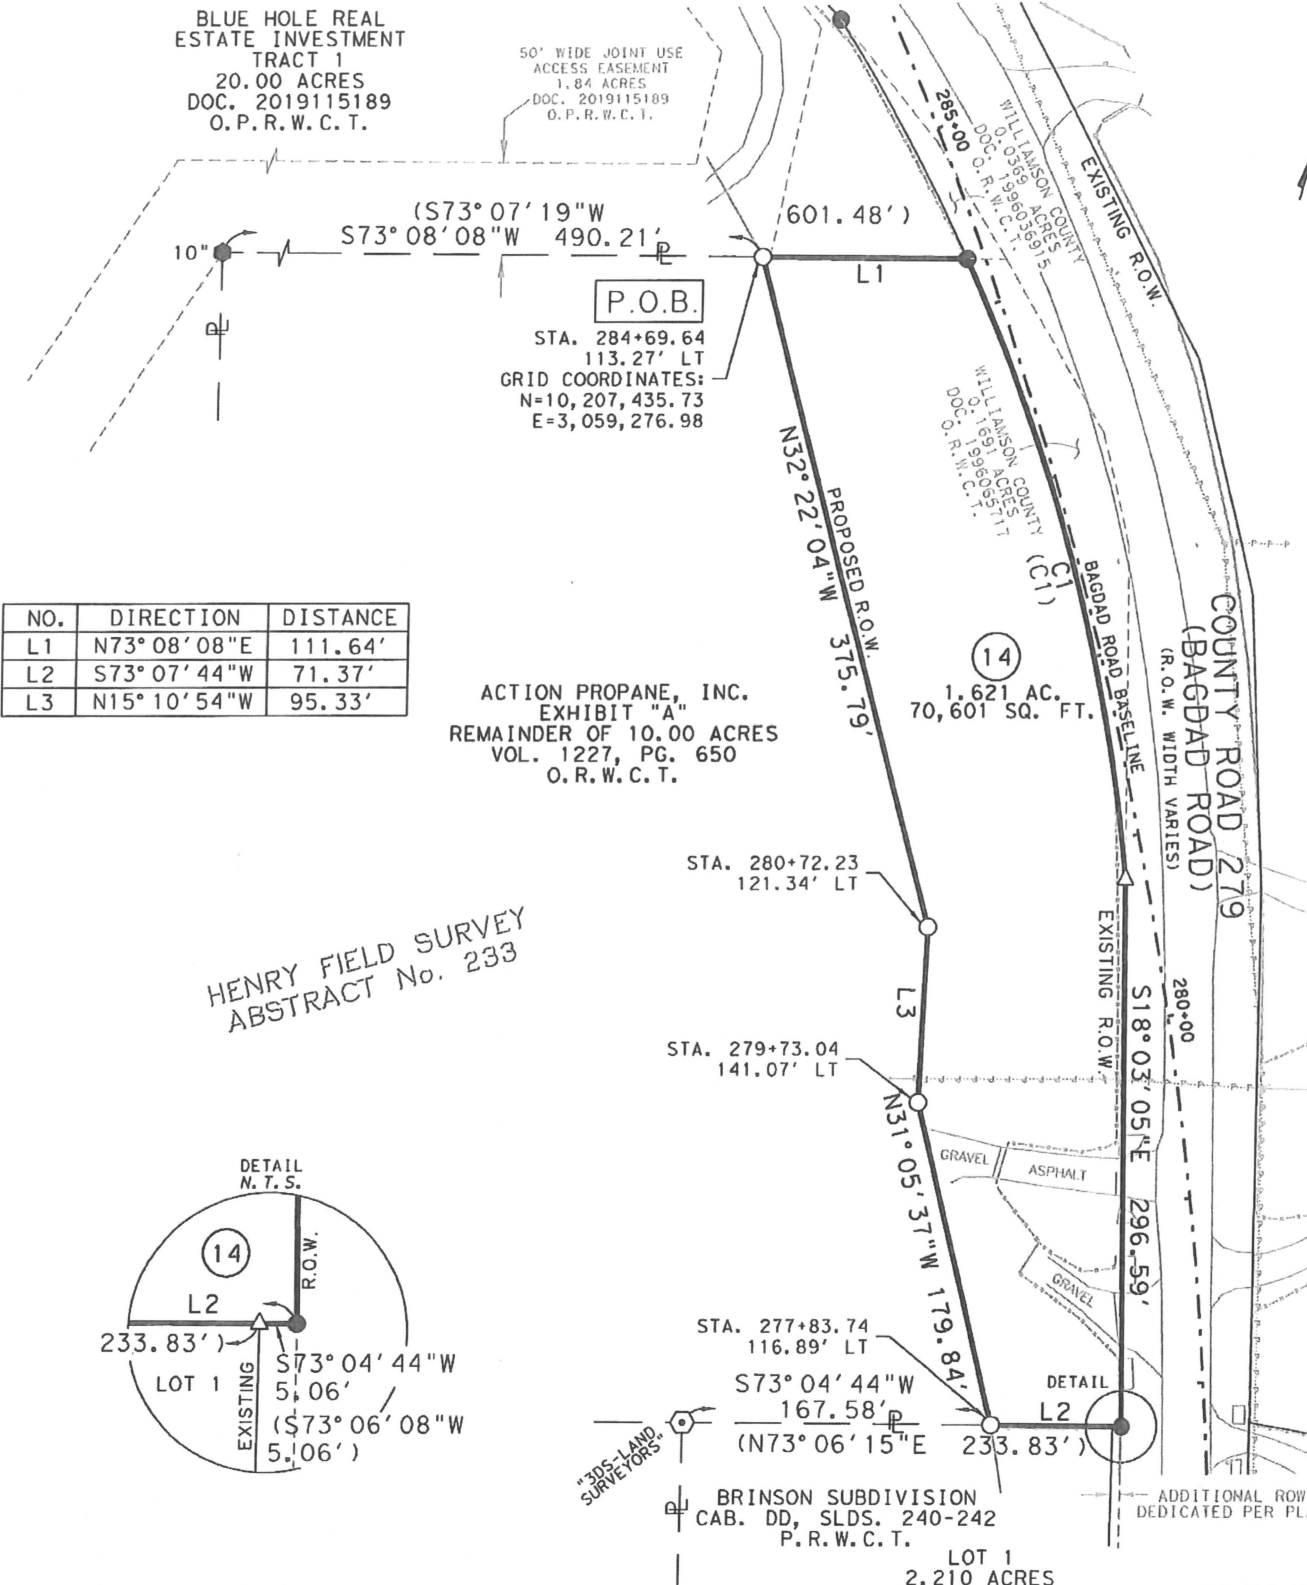 BLUE HOLE REAL
ESTATE INVESTMENT
TRACT 1
20.00 ACRES
DOC. 2019115189
O.P.R.W.C.T.
50' WIDE JOINT USE
ACCESS EASEMENT
1.84 ACRES
DOC. 2019115189
O.P.R.W.C.T.
285+00
WILLIAMSON COUNTY
0.0369 ACRES
DOC. 1996036915
O.R.W.C.T.
EXISTING R.O.W.
(S73°07'19"W 601.48')
S73°08'08"W 490.21'
10"
PL
PL
L1
P.O.B.
STA. 284+69.64
113.27' LT
GRID COORDINATES:
N=10,207,435.73
E=3,059,276.98
WILLIAMSON COUNTY
0.1691 ACRES
DOC. 1996065717
O.R.W.C.T.
N32°22'04"W 375.79'
PROPOSED R.O.W.
C1
(C1)
BAGDAD ROAD BASELINE
COUNTY ROAD 279
(BAGDAD ROAD)
(R.O.W. WIDTH VARIES)
NO. DIRECTION DISTANCE
L1 N73°08'08"E 111.64'
L2 S73°07'44"W 71.37'
L3 N15°10'54"W 95.33'
14
1.621 AC.
70,601 SQ. FT.
ACTION PROPANE, INC.
EXHIBIT "A"
REMAINDER OF 10.00 ACRES
VOL. 1227, PG. 650
O.R.W.C.T.
STA. 280+72.23
121.34' LT
HENRY FIELD SURVEY
ABSTRACT No. 233
L3
EXISTING R.O.W.
S18°03'05"E 296.59'
280+00
STA. 279+73.04
141.07' LT
N31°05'37"W 179.84'
GRAVEL
ASPHALT
GRAVEL
DETAIL
N.T.S.
14
R.O.W.
L2
233.83')
LOT 1
EXISTING
S73°04'44"W
5.06'
(S73°06'08"W
5.06')
STA. 277+83.74
116.89' LT
S73°04'44"W
167.58'
PL
(N73°06'15"E 233.83')
L2
DETAIL
"3DS-LAND
SURVEYORS"
PL
BRINSON SUBDIVISION
CAB. DD, SLDS. 240-242
P.R.W.C.T.
LOT 1
2.210 ACRES
ADDITIONAL ROW
DEDICATED PER